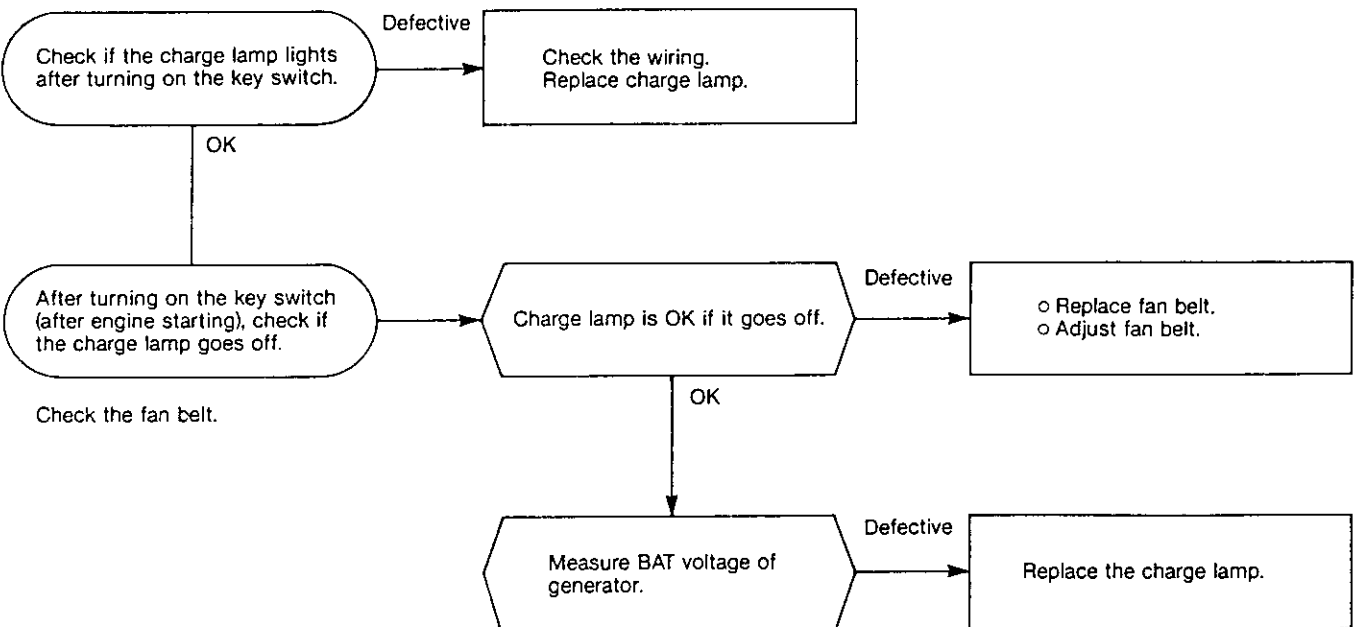 Defective
Check if the charge lamp lights
after turning on the key switch.
Check the wiring.
Replace charge lamp.
OK
After turning on the key switch
(after engine starting), check if
the charge lamp goes off.
Check the fan belt.
Charge lamp is OK if it goes off.
Defective
○ Replace fan belt.
○ Adjust fan belt.
OK
Measure BAT voltage of
generator.
Defective
Replace the charge lamp.